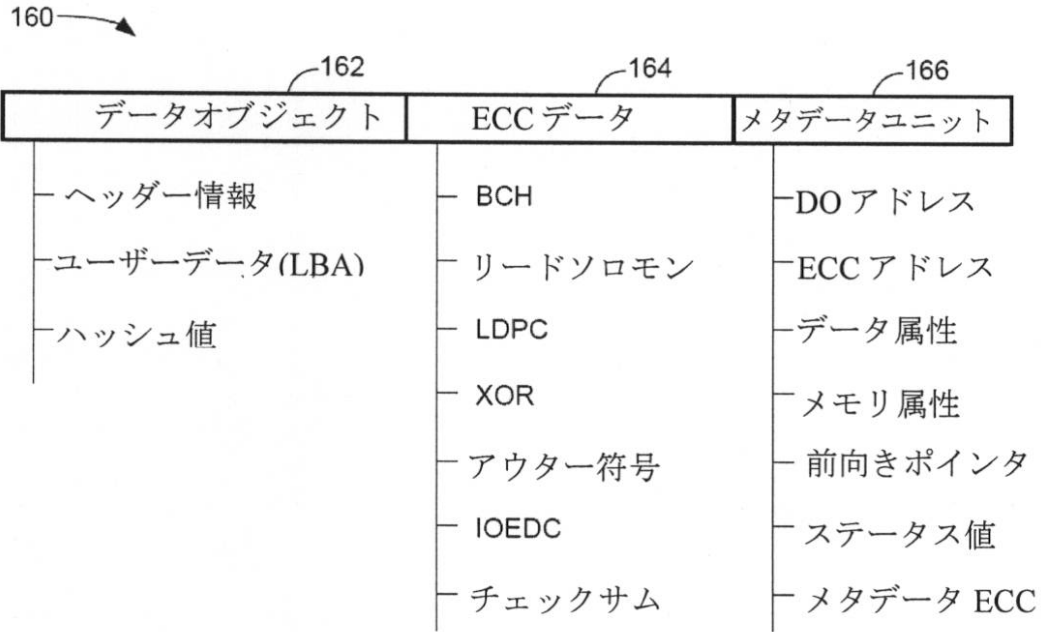 160
162
164
166
データオブジェクト
ECCデータ
メタデータユニット
ヘッダー情報
ユーザーデータ(LBA)
ハッシュ値
BCH
リードソロモン
LDPC
XOR
アウター符号
IOEDC
チェックサム
DOアドレス
ECCアドレス
データ属性
メモリ属性
前向きポインタ
ステータス値
メタデータECC